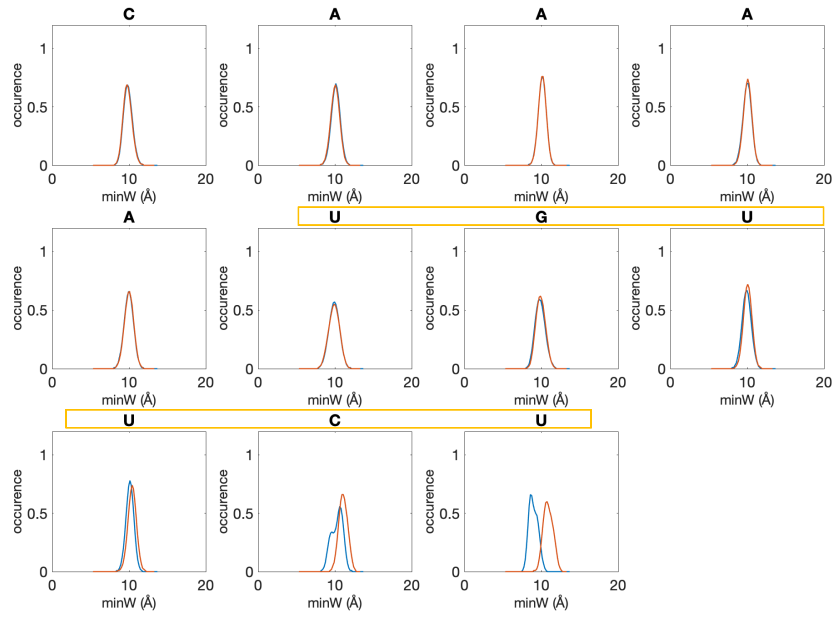 C A A A
occurence 1 0.5 0 occurence 1 0.5 0 occurence 1 0.5 0 occurence 1 0.5 0
0 10 20 0 10 20 0 10 20 0 10 20
minW (Å) minW (Å) minW (Å) minW (Å)
A U G U
occurence 1 0.5 0 occurence 1 0.5 0 occurence 1 0.5 0 occurence 1 0.5 0
0 10 20 0 10 20 0 10 20 0 10 20
minW (Å) minW (Å) minW (Å) minW (Å)
U C U
occurence 1 0.5 0 occurence 1 0.5 0 occurence 1 0.5 0
0 10 20 0 10 20 0 10 20
minW (Å) minW (Å) minW (Å)